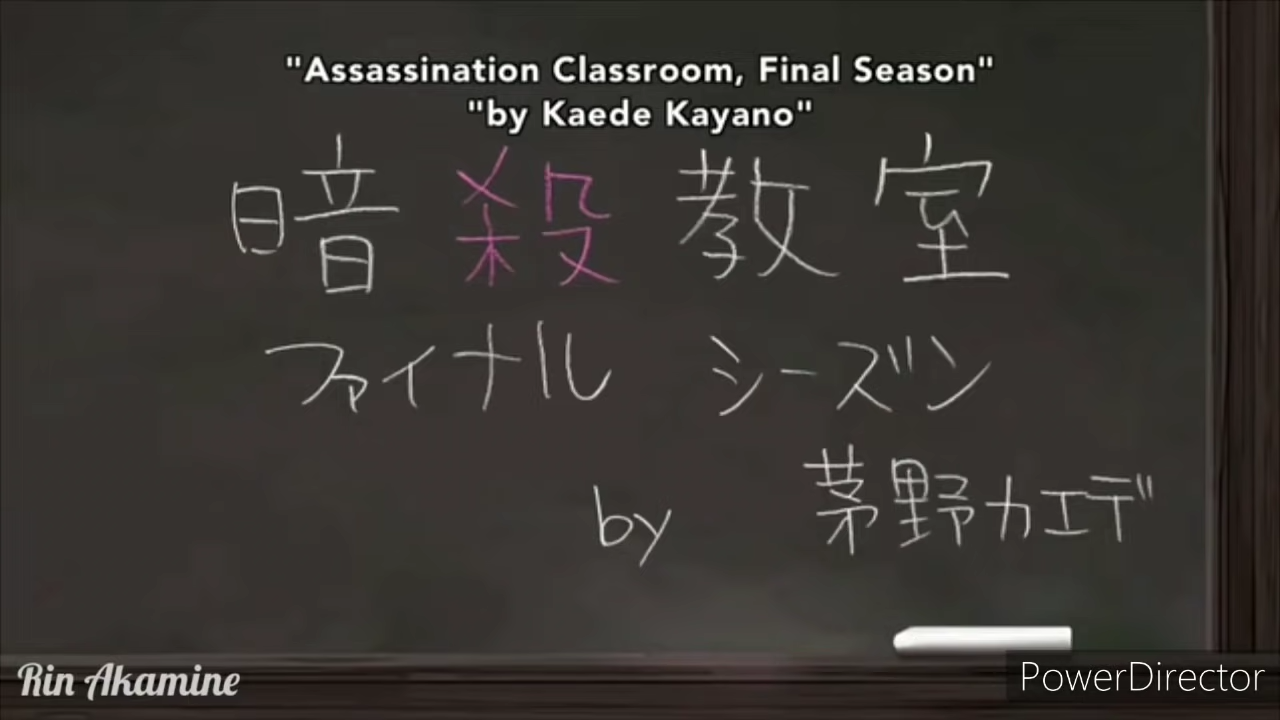 "Assassination Classroom, Final Season"
"by Kaede Kayano"
暗殺教室
ファイナル シーズン
by 茅野カエデ
Rin Akamine
PowerDirector